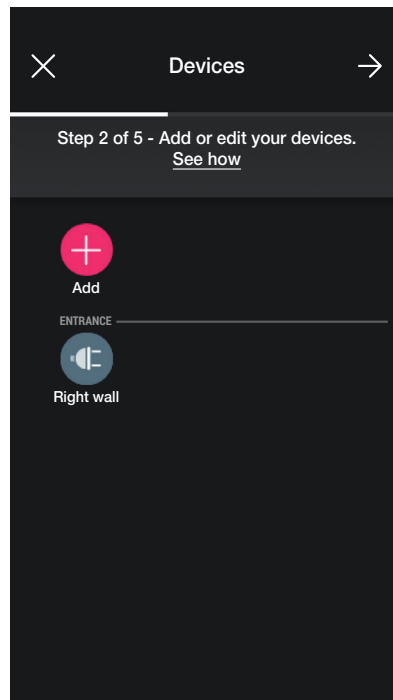 Devices
Step 2 of 5 - Add or edit your devices.
See how
Add
ENTRANCE
Right wall